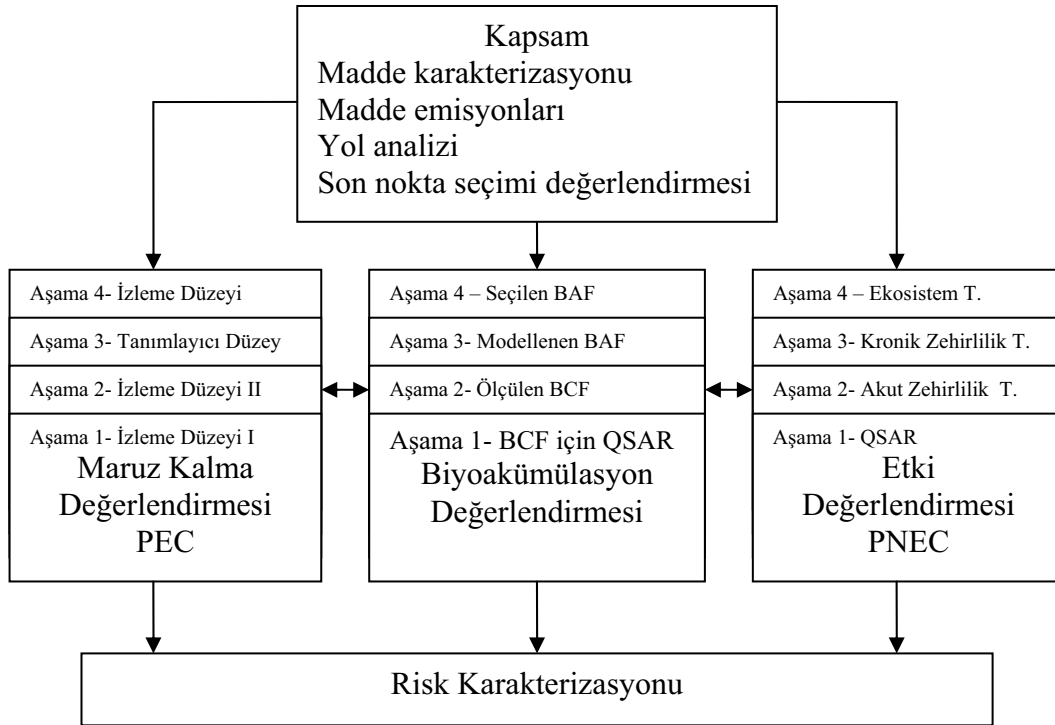 Kapsam
Madde karakterizasyonu
Madde emisyonları
Yol analizi
Son nokta seçimi değerlendirmesi
Aşama 4- İzleme Düzeyi
Aşama 3- Tanımlayıcı Düzey
Aşama 2- İzleme Düzeyi II
Aşama 1- İzleme Düzeyi I
Maruz Kalma
Değerlendirmesi
PEC
Aşama 4 – Seçilen BAF
Aşama 3- Modellenen BAF
Aşama 2- Ölçülen BCF
Aşama 1- BCF için QSAR
Biyoakümülasyon
Değerlendirmesi
Aşama 4 – Ekosistem T.
Aşama 3- Kronik Zehirlilik T.
Aşama 2- Akut Zehirlilik T.
Aşama 1- QSAR
Etki
Değerlendirmesi
PNEC
Risk Karakterizasyonu